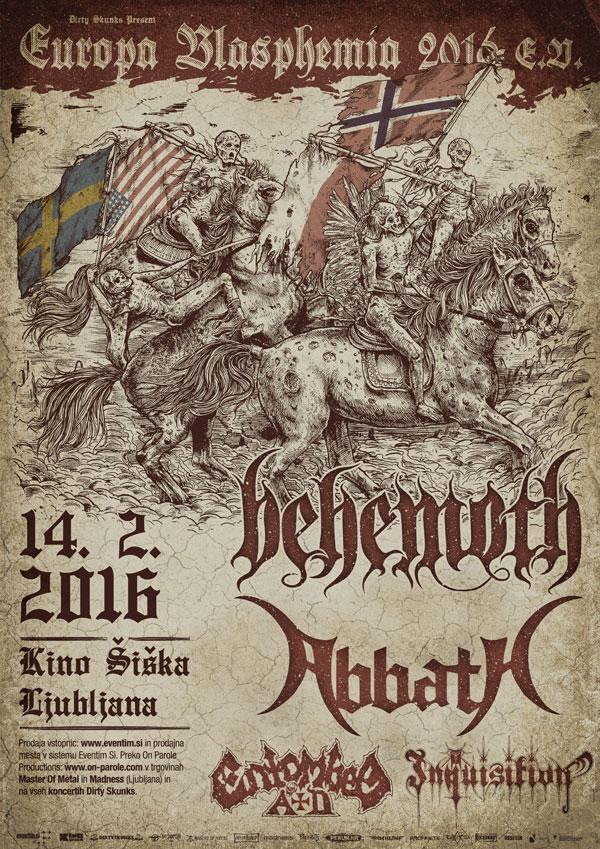 Dirty Skunks Present
Europa Blasphemia 2016 E.V.
behemoth
14. 2.
2016
Abbath
Kino Šiška
Ljubljana
Prodaja vstopnic: www.eventim.si in prodajna
mesta v sistemu Eventim Si. Preko On Parole
Productions: www.on-parole.com v trgovinah
Master Of Metal in Madness (Ljubljana) in
na vseh koncertih Dirty Skunks.
Entombed
A D
Inquisition